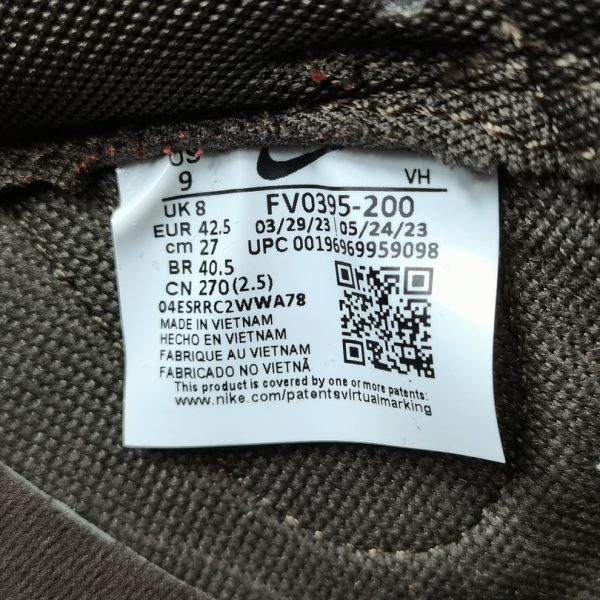 US
9 VH
UK 8 FV0395-200
EUR 42.5 03/29/23 05/24/23
cm 27 UPC 00196969959098
BR 40.5
CN 270 (2.5)
04ESRRC2WWA78
MADE IN VIETNAM
HECHO EN VIETNAM
FABRIQUE AU VIETNAM
FABRICADO NO VIETNÃ
This product is covered by one or more patents:
www.nike.com/patentsvirtualmarking